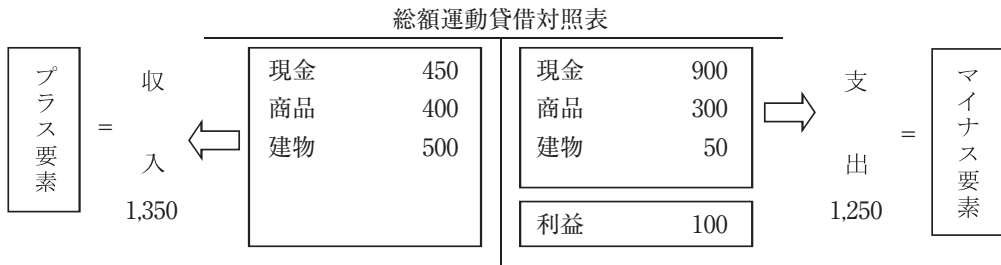 総額運動貸借対照表
プラス要素
=
収入
1,350
現金 450
商品 400
建物 500
現金 900
商品 300
建物 50
利益 100
支出
1,250
=
マイナス要素